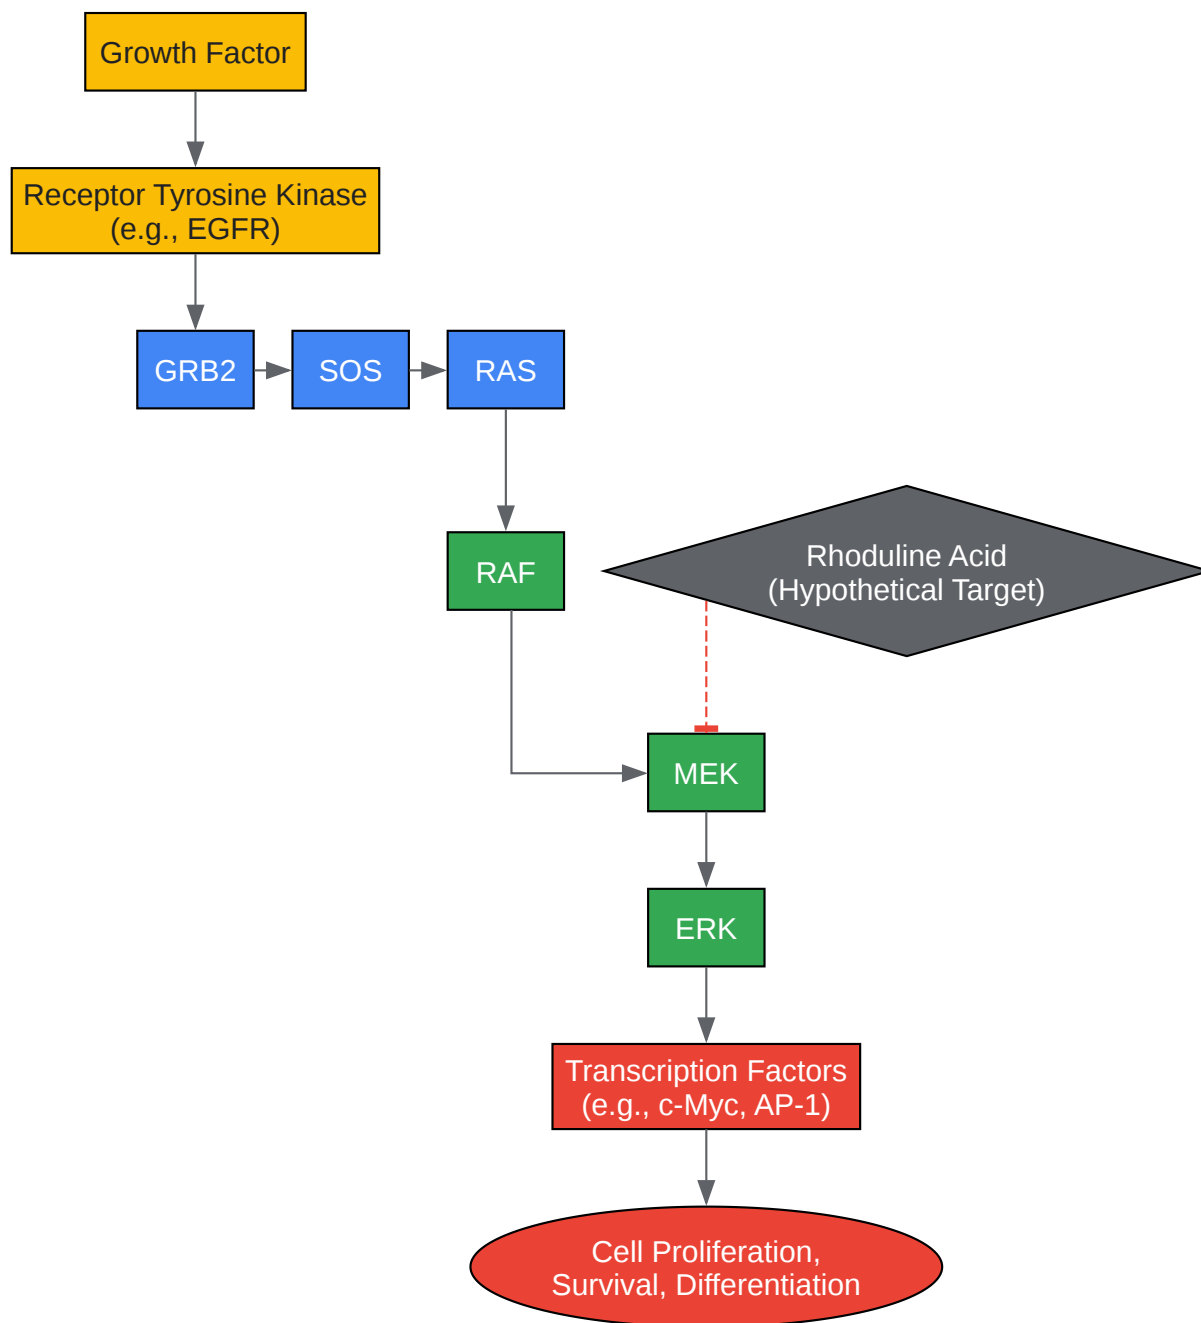 Growth Factor
Receptor Tyrosine Kinase
(e.g., EGFR)
GRB2
SOS
RAS
RAF
Rhoduline Acid
(Hypothetical Target)
MEK
ERK
Transcription Factors
(e.g., c-Myc, AP-1)
Cell Proliferation,
Survival, Differentiation